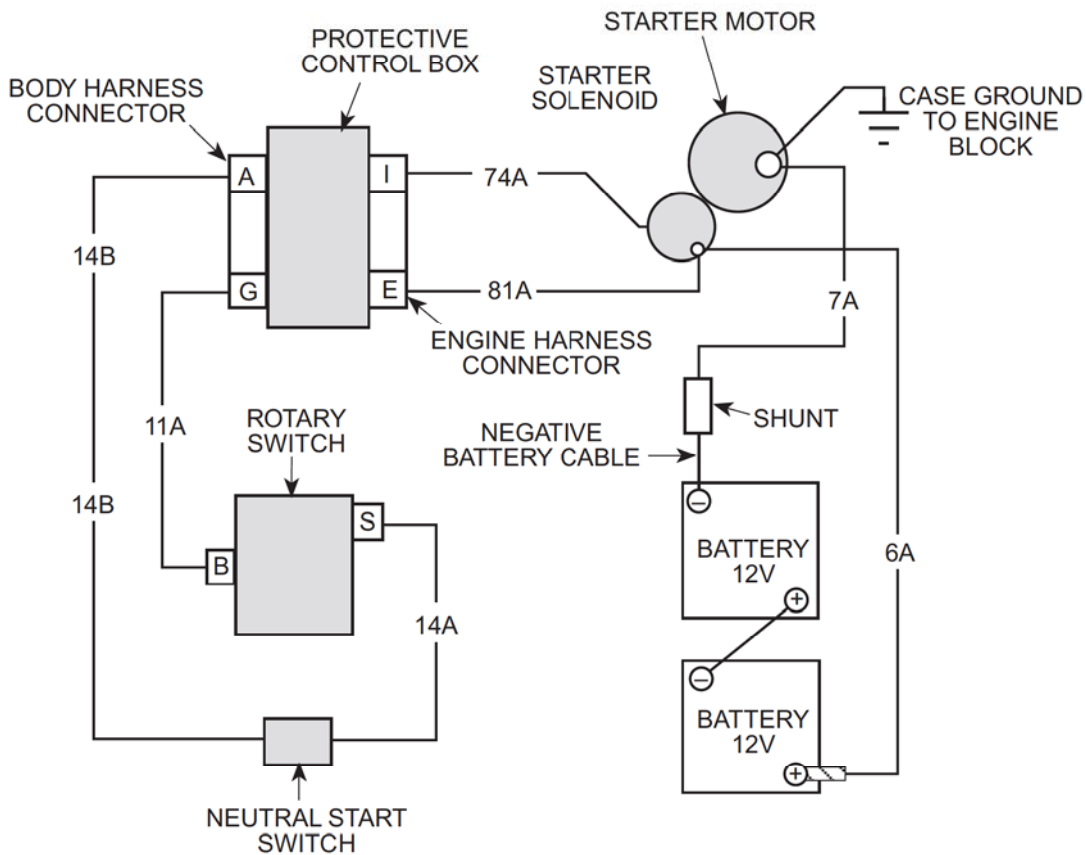 STARTER MOTOR
PROTECTIVE
CONTROL BOX
STARTER
SOLENOID
BODY HARNESS
CONNECTOR
CASE GROUND
TO ENGINE
BLOCK
A
I
74A
14B
G
E
81A
7A
ENGINE HARNESS
CONNECTOR
11A
ROTARY
SWITCH
SHUNT
NEGATIVE
BATTERY CABLE
14B
S
B
−
BATTERY
12V
+
6A
14A
−
BATTERY
12V
+
NEUTRAL START
SWITCH